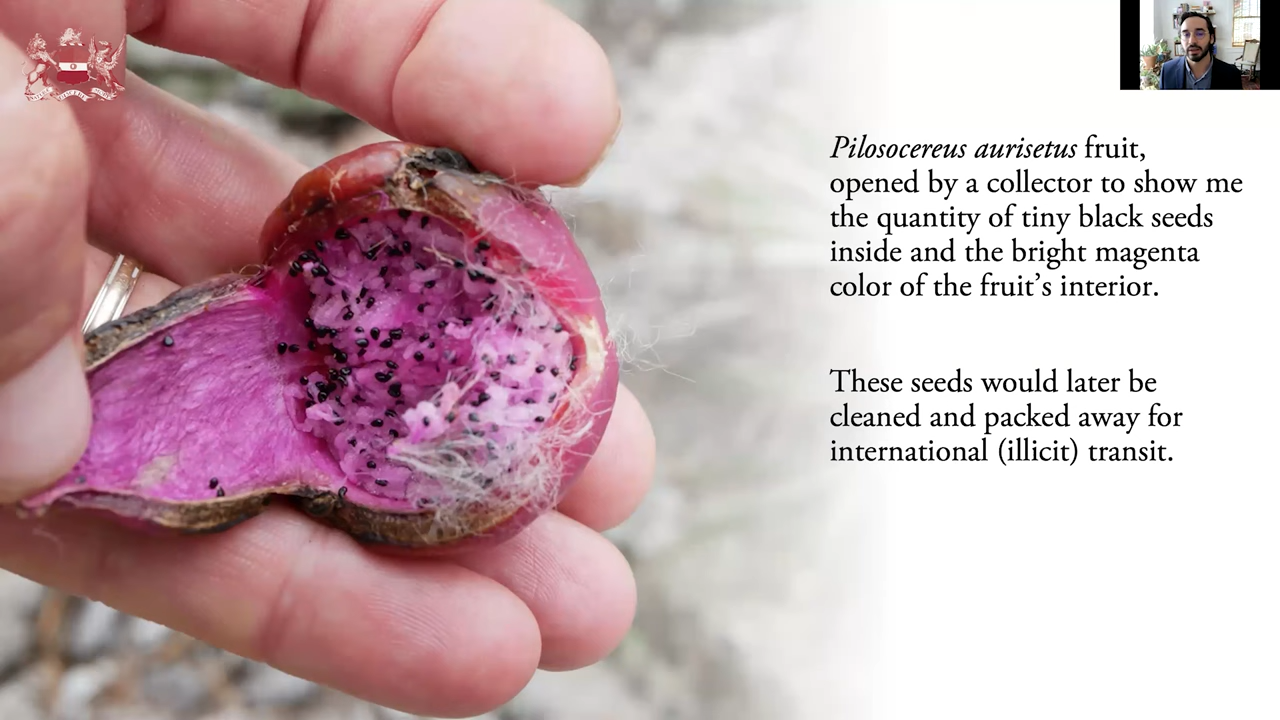 Pilosocereus aurisetus fruit,
opened by a collector to show me
the quantity of tiny black seeds
inside and the bright magenta
color of the fruit’s interior.
These seeds would later be
cleaned and packed away for
international (illicit) transit.